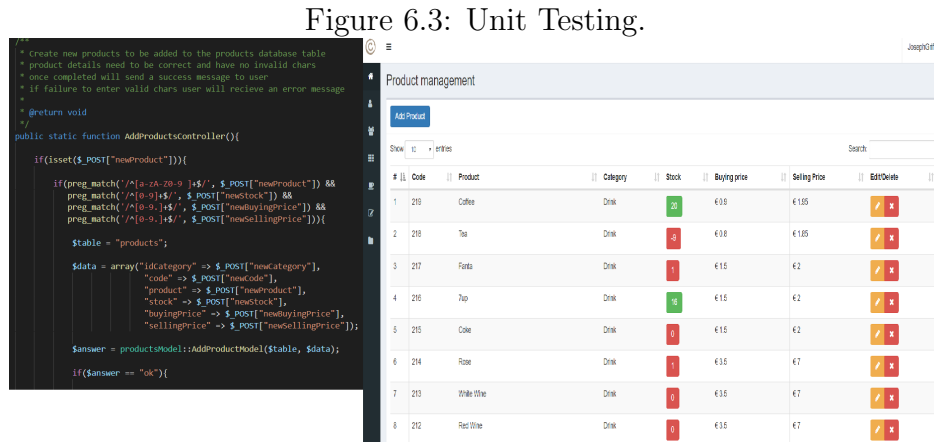 Figure 6.3: Unit Testing.
/**
* Create new products to be added to the products database table
* product details need to be correct and have no invalid chars
* once completed will send a success message to user
* if failure to enter valid chars user will recieve an error message
*
* @return void
*/
public static function AddProductsController(){
if(isset($_POST["newProduct"])){
if(preg_match('/^[a-zA-Z0-9 ]+$/', $_POST["newProduct"]) &&
preg_match('/^[0-9]+$/', $_POST["newStock"]) &&
preg_match('/^[0-9.]+$/', $_POST["newBuyingPrice"]) &&
preg_match('/^[0-9.]+$/', $_POST["newSellingPrice"])){
$table = "products";
$data = array("idCategory" => $_POST["newCategory"],
"code" => $_POST["newCode"],
"product" => $_POST["newProduct"],
"stock" => $_POST["newStock"],
"buyingPrice" => $_POST["newBuyingPrice"],
"sellingPrice" => $_POST["newSellingPrice"]);
$answer = productsModel::AddProductModel($table, $data);
if($answer == "ok"){
JosephGriff
Product management
Add Product
Show 10 entries Search:
# Code Product Category Stock Buying price Selling Price Edit/Delete
1 219 Coffee Drink 20 € 0.9 € 1.95
2 218 Tea Drink -9 € 0.8 € 1.85
3 217 Fanta Drink 1 € 1.5 € 2
4 216 7up Drink 16 € 1.5 € 2
5 215 Coke Drink 0 € 1.5 € 2
6 214 Rose Drink 1 € 3.5 € 7
7 213 White Wine Drink 0 € 3.5 € 7
8 212 Red Wine Drink 0 € 3.5 € 7